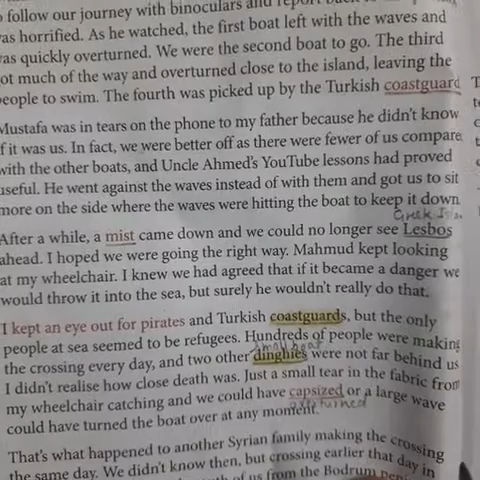 follow our journey with binoculars and report back to
as horrified. As he watched, the first boat left with the waves and
was quickly overturned. We were the second boat to go. The third
ot much of the way and overturned close to the island, leaving the
eople to swim. The fourth was picked up by the Turkish coastguard
Mustafa was in tears on the phone to my father because he didn't know
f it was us. In fact, we were better off as there were fewer of us compare
with the other boats, and Uncle Ahmed's YouTube lessons had proved
useful. He went against the waves instead of with them and got us to sit
more on the side where the waves were hitting the boat to keep it down.
Greek
After a while, a mist came down and we could no longer see Lesbos
ahead. I hoped we were going the right way. Mahmud kept looking
at my wheelchair. I knew we had agreed that if it became a danger we
would throw it into the sea, but surely he wouldn't really do that.
I kept an eye out for pirates and Turkish coastguards, but the only
people at sea seemed to be refugees. Hundreds of people were making
small boat
the crossing every day, and two other dinghies were not far behind us
I didn't realise how close death was. Just a small tear in the fabric from
my wheelchair catching and we could have capsized or a large wave
overturned
could have turned the boat over at any moment.
That's what happened to another Syrian family making the crossing
the same day. We didn't know then, but crossing earlier that day in
of us from the Bodrum